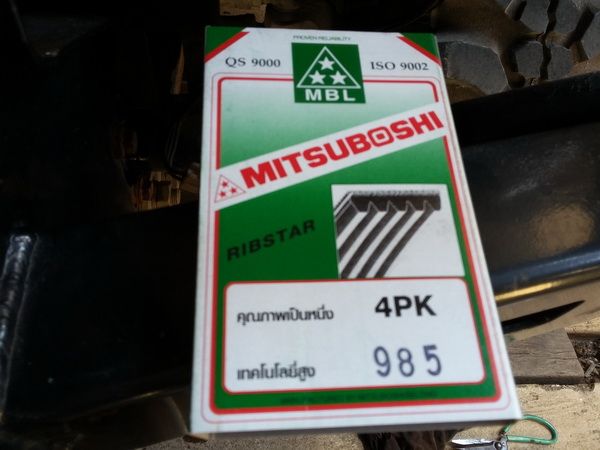 PROVEN RELIABILITY
QS 9000
ISO 9002
MBL
MITSUBOSHI
RIBSTAR
คุณภาพเป็นหนึ่ง
4PK
เทคโนโลยี่สูง
985